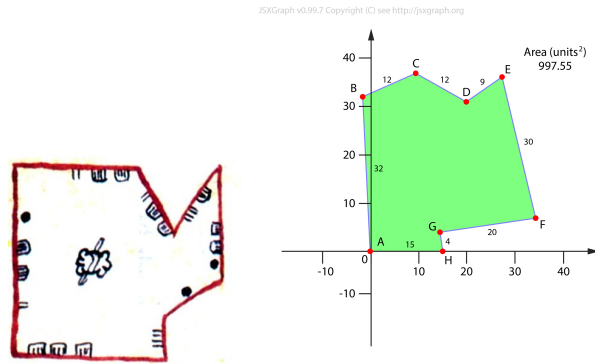 JSXGraph v0.99.7 Copyright (C) see http://jsxgraph.org
Area (units²)
997.55
40
30
20
10
-10
-10
0
10
20
30
40
A
B
C
D
E
F
G
H
32
12
12
9
30
20
4
15